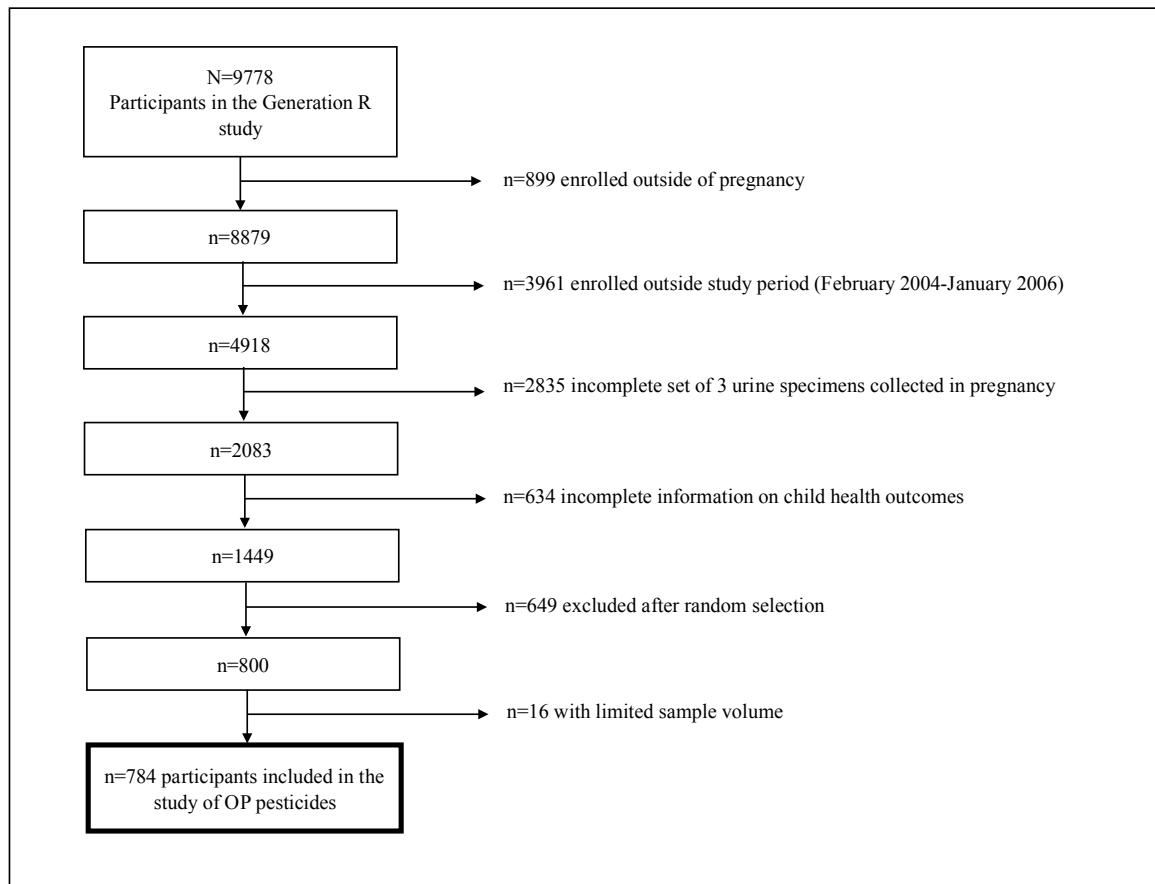 N=9778
Participants in the Generation R
study
n=899 enrolled outside of pregnancy
n=8879
n=3961 enrolled outside study period (February 2004-January 2006)
n=4918
n=2835 incomplete set of 3 urine specimens collected in pregnancy
n=2083
n=634 incomplete information on child health outcomes
n=1449
n=649 excluded after random selection
n=800
n=16 with limited sample volume
n=784 participants included in the
study of OP pesticides